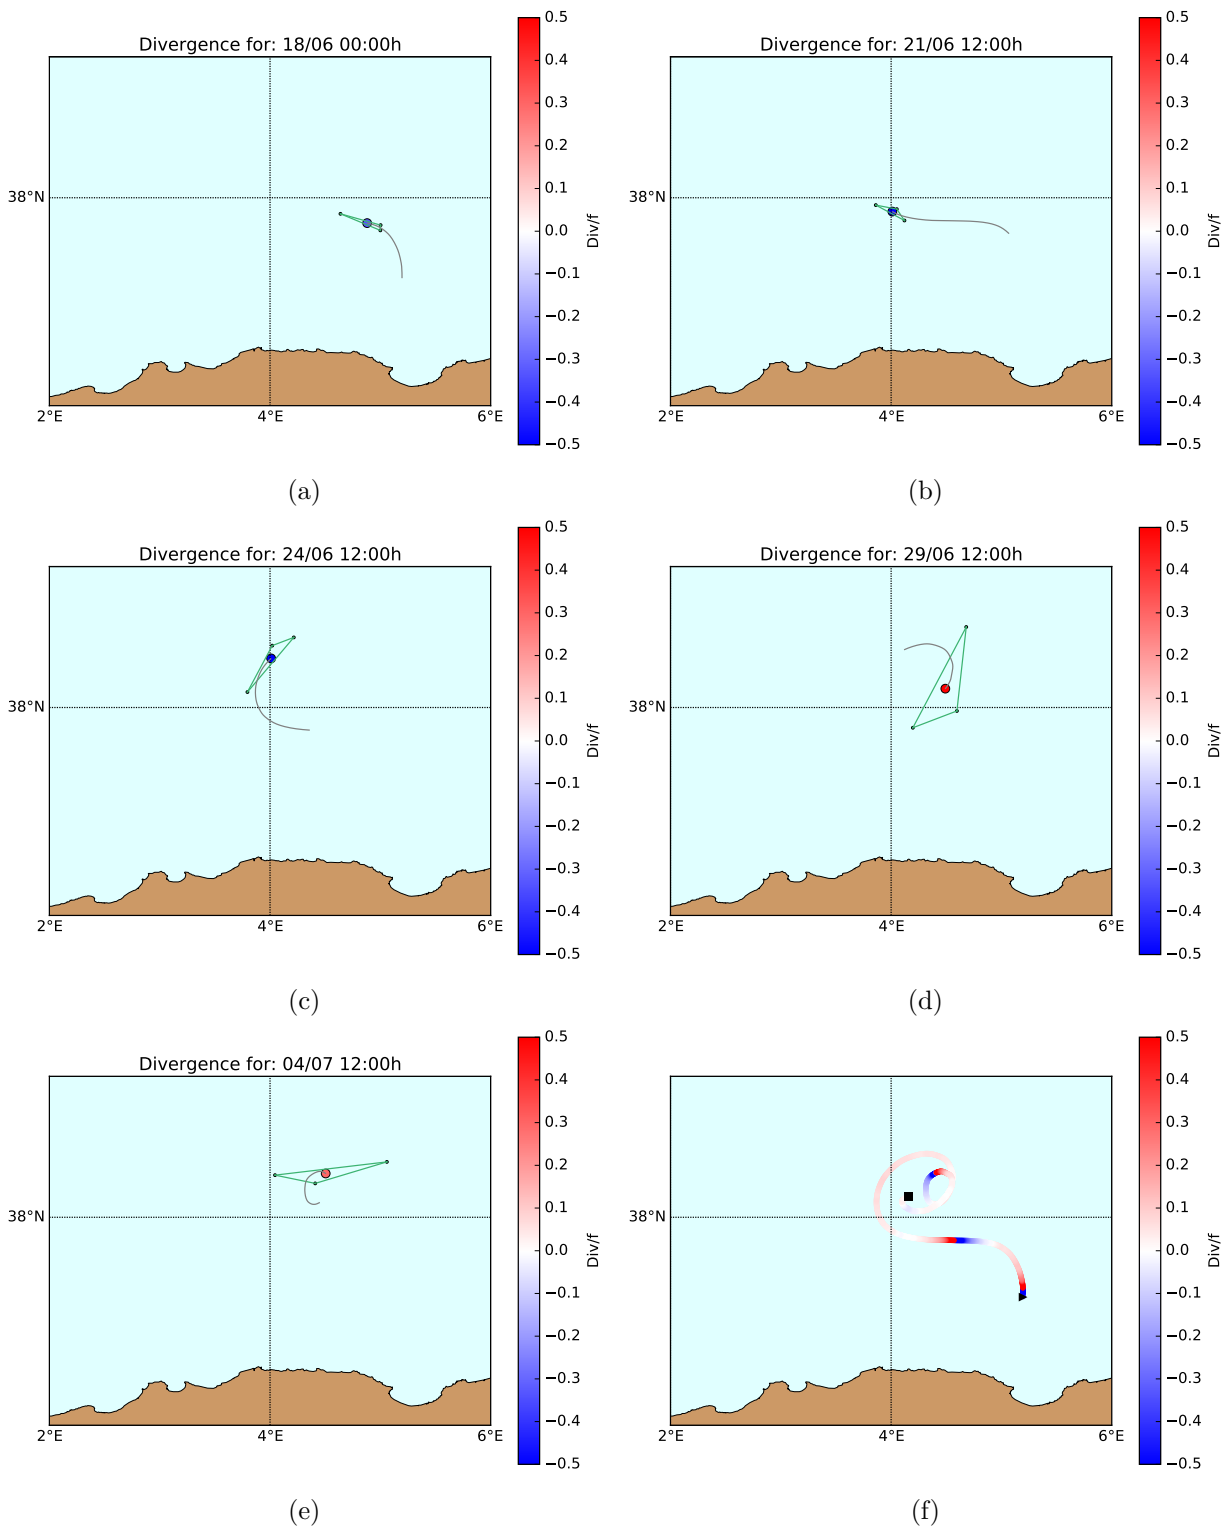 Divergence for: 18/06 00:00h
38°N
2°E 4°E 6°E
0.5
0.4
0.3
0.2
0.1
0.0
−0.1
−0.2
−0.3
−0.4
−0.5
Div/f
(a)
Divergence for: 21/06 12:00h
38°N
2°E 4°E 6°E
0.5
0.4
0.3
0.2
0.1
0.0
−0.1
−0.2
−0.3
−0.4
−0.5
Div/f
(b)
Divergence for: 24/06 12:00h
38°N
2°E 4°E 6°E
0.5
0.4
0.3
0.2
0.1
0.0
−0.1
−0.2
−0.3
−0.4
−0.5
Div/f
(c)
Divergence for: 29/06 12:00h
38°N
2°E 4°E 6°E
0.5
0.4
0.3
0.2
0.1
0.0
−0.1
−0.2
−0.3
−0.4
−0.5
Div/f
(d)
Divergence for: 04/07 12:00h
38°N
2°E 4°E 6°E
0.5
0.4
0.3
0.2
0.1
0.0
−0.1
−0.2
−0.3
−0.4
−0.5
Div/f
(e)
38°N
2°E 4°E 6°E
0.5
0.4
0.3
0.2
0.1
0.0
−0.1
−0.2
−0.3
−0.4
−0.5
Div/f
(f)